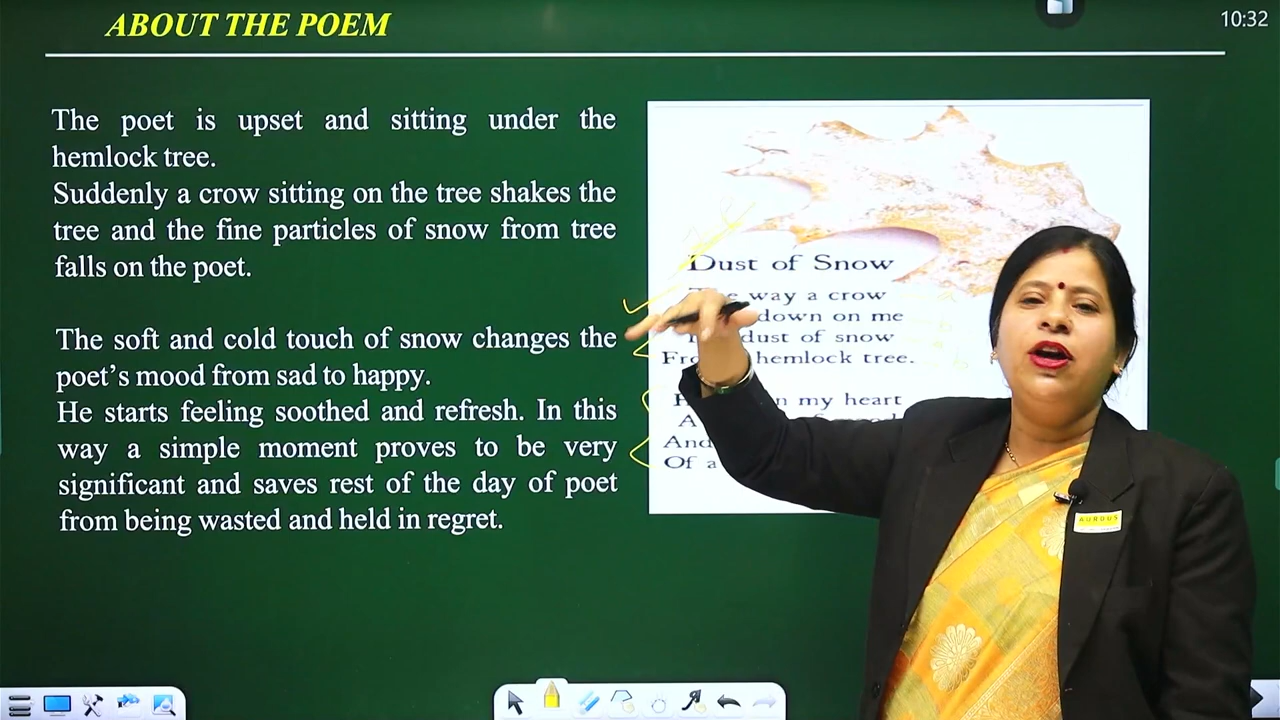 ABOUT THE POEM
10:32
The poet is upset and sitting under the
hemlock tree.
Suddenly a crow sitting on the tree shakes the
tree and the fine particles of snow from tree
falls on the poet.
The soft and cold touch of snow changes the
poet's mood from sad to happy.
He starts feeling soothed and refresh. In this
way a simple moment proves to be very
significant and saves rest of the day of poet
from being wasted and held in regret.
Dust of Snow
way a crow
down on me
dust of snow
hemlock tree.
my heart
A
And
Of a
AUROUS